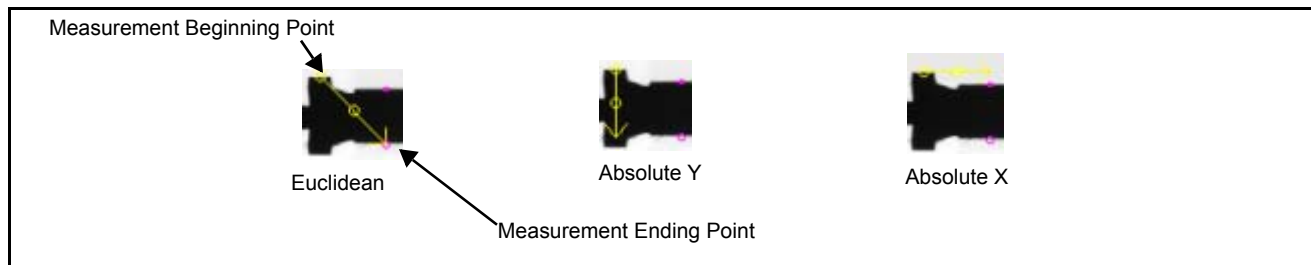 Measurement Beginning Point
Euclidean
Absolute Y
Absolute X
Measurement Ending Point